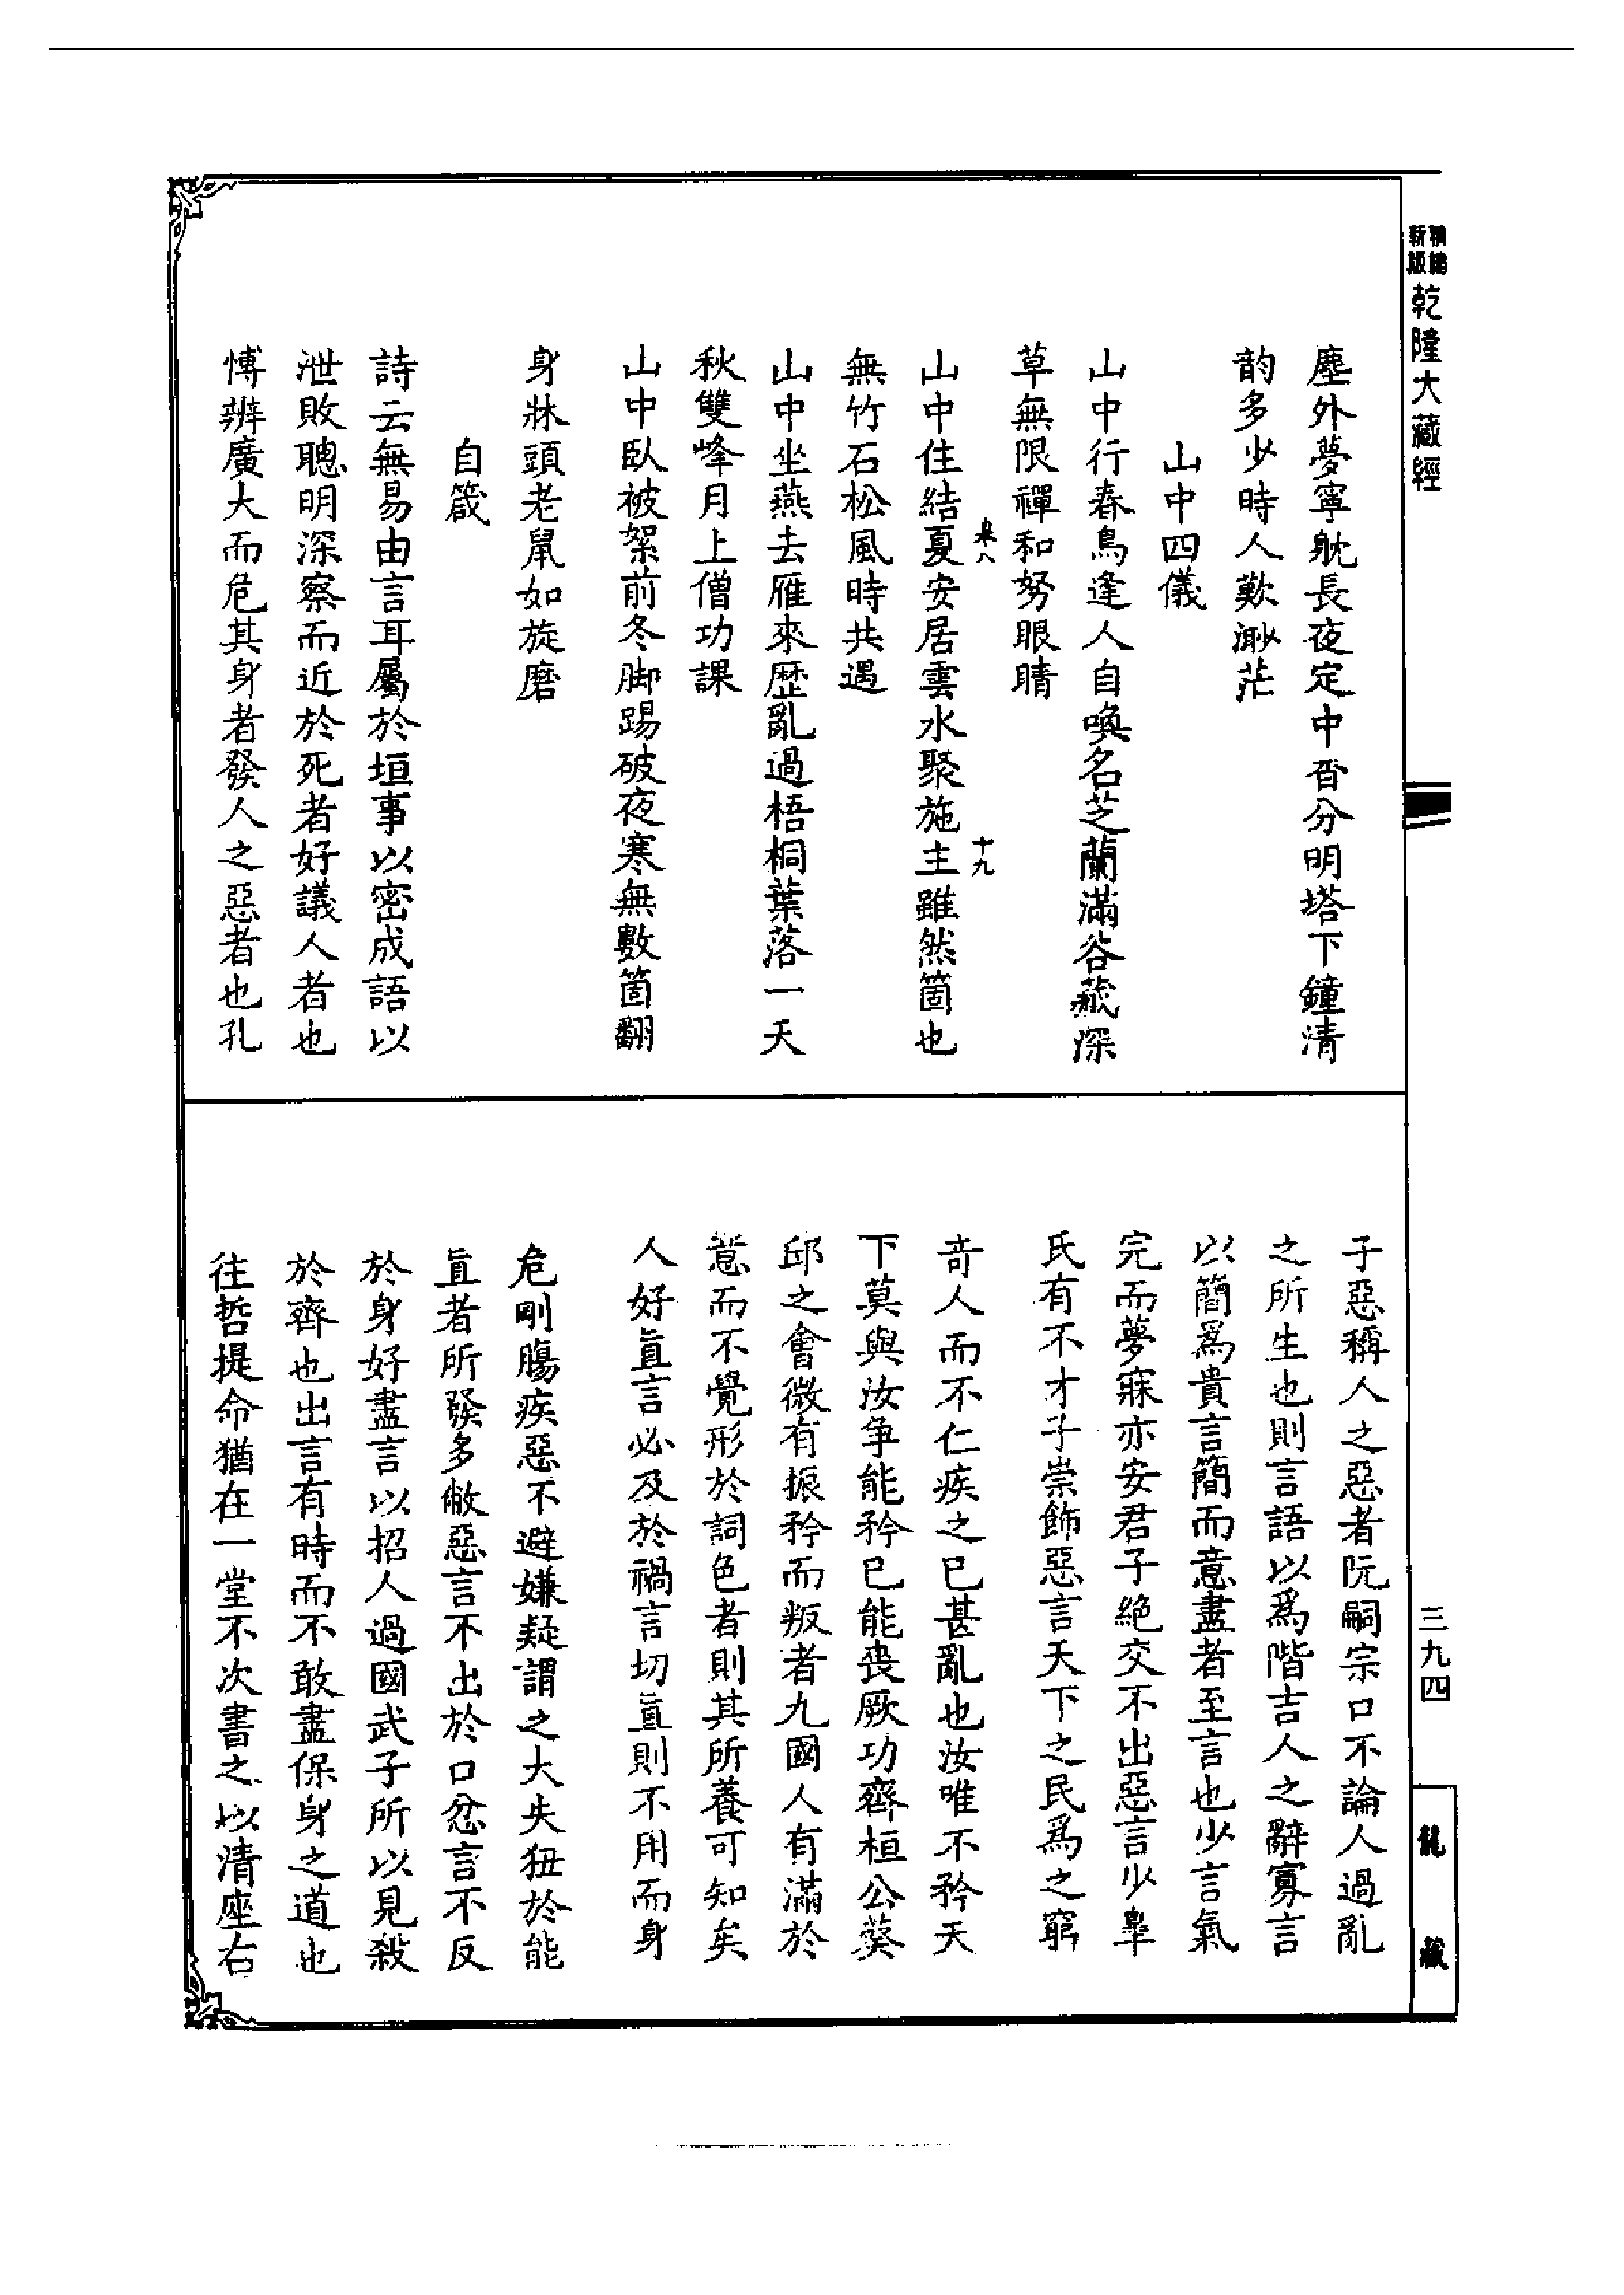 新版
精編
乾隆大藏經
塵外夢寧躭長夜定中香分明塔下鐘清
韵多少時人歎渺茫
山中四儀
山中行春鳥逢人自喚名芝蘭滿谷蕨深
草無限禪和努眼睛
山中住結夏安居雲水聚施主雖然箇也
無竹石松風時共遇
山中坐燕去雁來歷亂過梧桐葉落一天
秋雙峰月上僧功課
山中臥被絮前冬脚踢破夜寒無數箇翻
身牀頭老鼠如旋磨
自箴
詩云無易由言耳屬於垣事以密成語以
泄敗聰明深察而近於死者好議人者也
博辨廣大而危其身者發人之惡者也孔
十九
子惡稱人之惡者阮嗣宗口不論人過亂
之所生也則言語以爲階吉人之辭寡言
以簡爲貴言簡而意盡者至言也少言氣
完而夢寐亦安君子絕交不出惡言少皞
氏有不才子崇飾惡言天下之民爲之窮
奇人而不仁疾之已甚亂也汝唯不矜天
下莫與汝爭能矜已能喪厥功齊桓公葵
邱之會微有振矜而叛者九國人有滿於
意而不覺形於詞色者則其所養可知矣
人好直言必及於禍言切直則不用而身
危剛腸疾惡不避嫌疑謂之大失狃於能
直者所發多敝惡言不出於口忿言不反
於身好盡言以招人過國武子所以見殺
於齊也出言有時而不敢盡保身之道也
往哲提命猶在一堂不次書之以清座右
三九四
龍藏